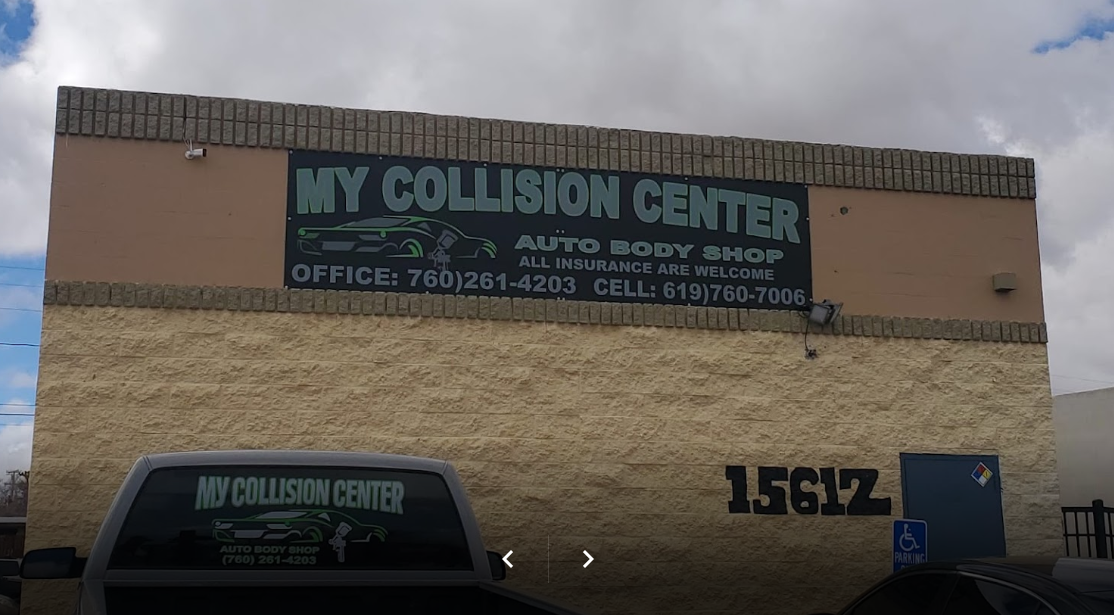 MY COLLISION CENTER
AUTO BODY SHOP
ALL INSURANCE ARE WELCOME
OFFICE: 760)261-4203 CELL: 619)760-7006
15612
MY COLLISION CENTER
AUTO BODY SHOP
(760) 261-4203
PARKING